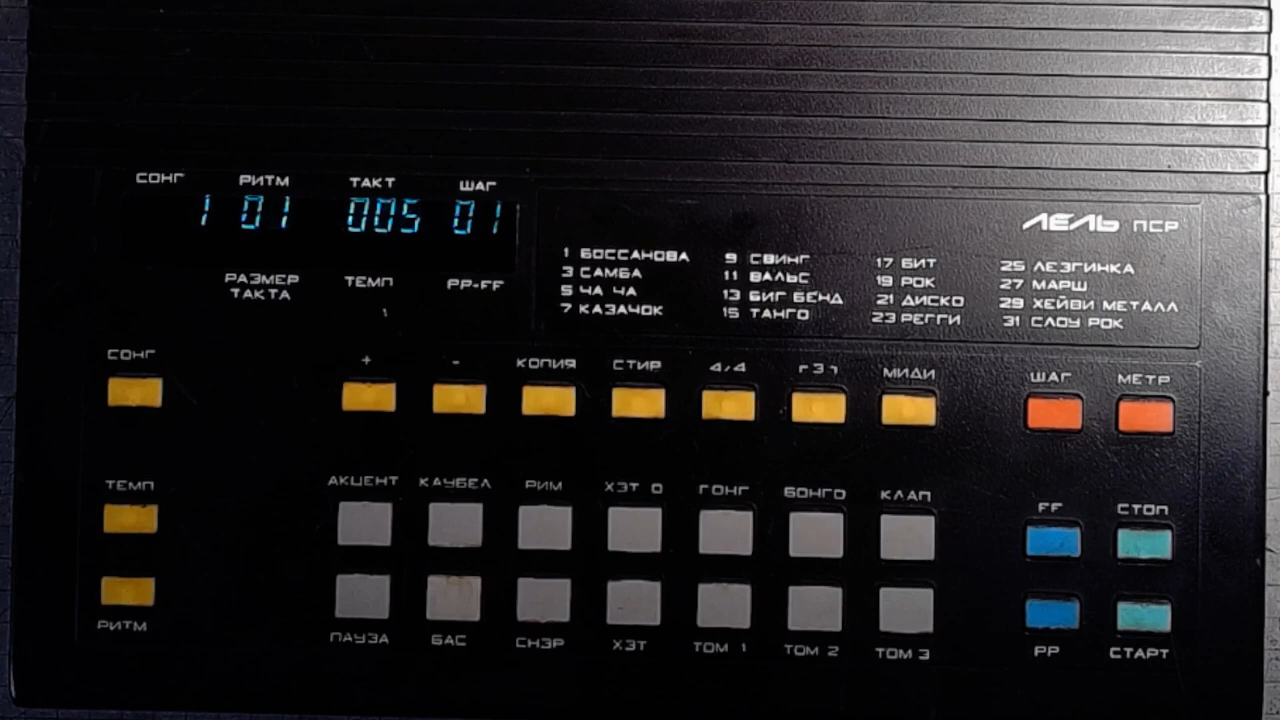 СОНГ РИТМ ТАКТ ШАГ
1 01 005 01
РАЗМЕР ТЕМП РР-FF
ТАКТА
ЛЕЛЬ ПСР
1 БОССАНОВА 9 СВИНГ 17 БИТ 25 ЛЕЗГИНКА
3 САМБА 11 ВАЛЬС 19 РОК 27 МАРШ
5 ЧА ЧА 13 БИГ БЕНД 21 ДИСКО 29 ХЕЙВИ МЕТАЛЛ
7 КАЗАЧОК 15 ТАНГО 23 РЕГГИ 31 СЛОУ РОК
СОНГ + - КОПИЯ СТИР 4/4 г3г МИДИ ШАГ МЕТР
ТЕМП АКЦЕНТ КАУБЕЛ РИМ ХЭТ О ГОНГ БОНГО КЛАП FF СТОП
РИТМ ПАУЗА БАС СНЭР ХЭТ ТОМ 1 ТОМ 2 ТОМ 3 РР СТАРТ